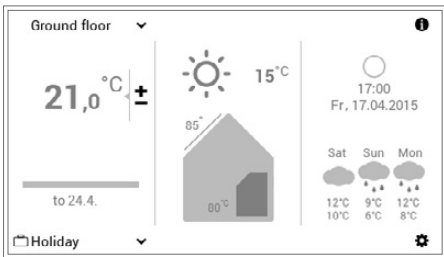 Ground floor
21,0 °C ±
to 24.4.
Holiday
15°C
85°
80°C
17:00
Fr, 17.04.2015
Sat Sun Mon
12°C 9°C 12°C
10°C 6°C 8°C